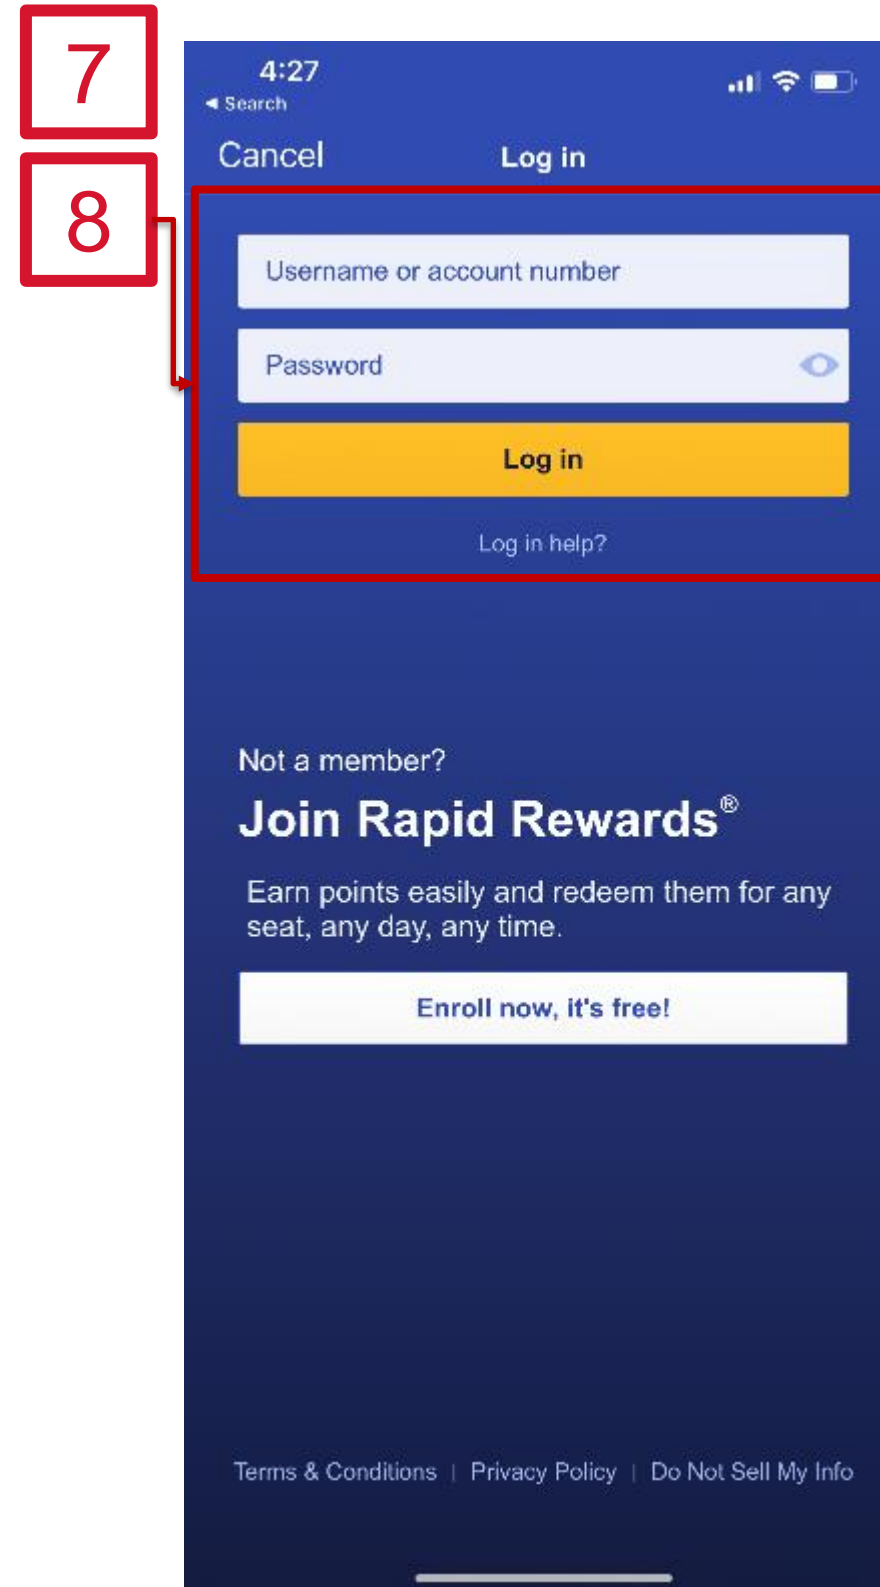 7
8
4:27
Search
Cancel
Log in
Username or account number
Password
Log in
Log in help?
Not a member?
Join Rapid Rewards®
Earn points easily and redeem them for any
seat, any day, any time.
Enroll now, it's free!
Terms & Conditions | Privacy Policy | Do Not Sell My Info